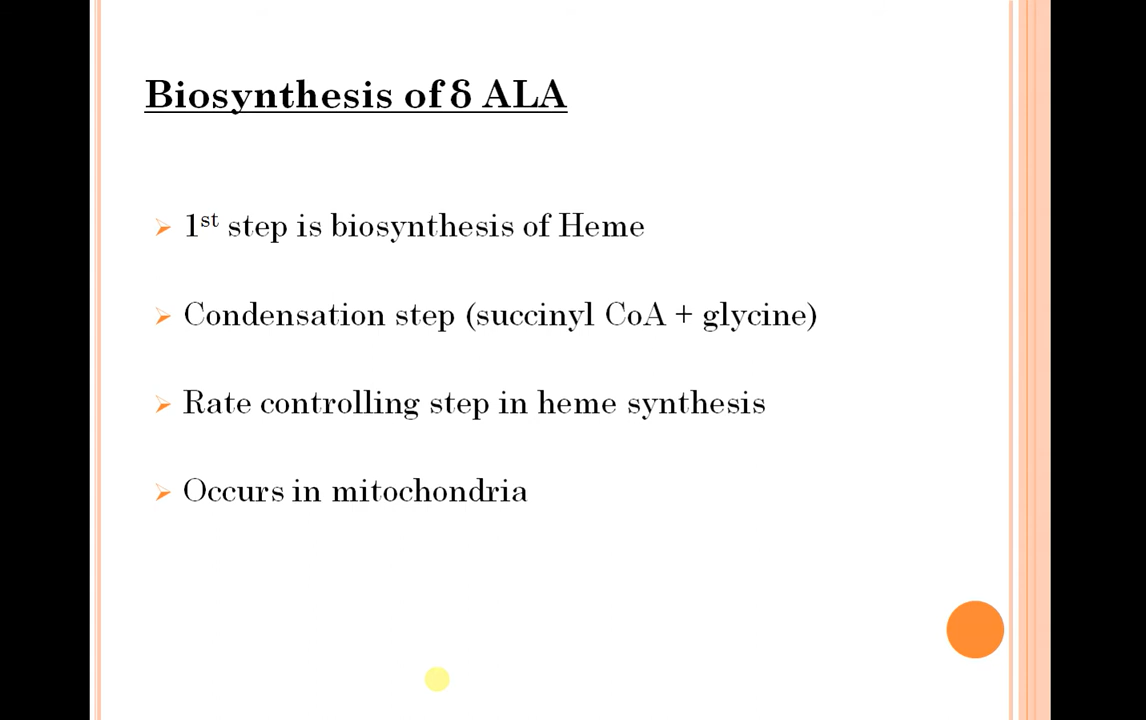 Biosynthesis of δ ALA
1st step is biosynthesis of Heme
Condensation step (succinyl CoA + glycine)
Rate controlling step in heme synthesis
Occurs in mitochondria